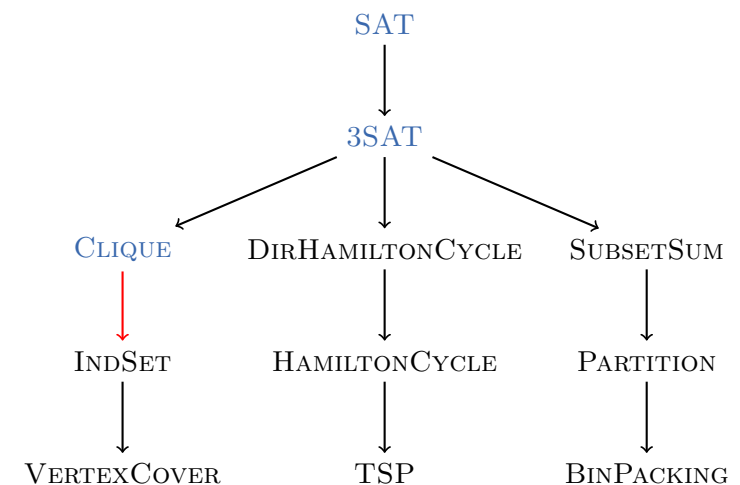 SAT
3SAT
CLIQUE DIRHAMILTONCYCLE SUBSETSUM
INDSET HAMILTONCYCLE PARTITION
VERTEXCOVER TSP BINPACKING